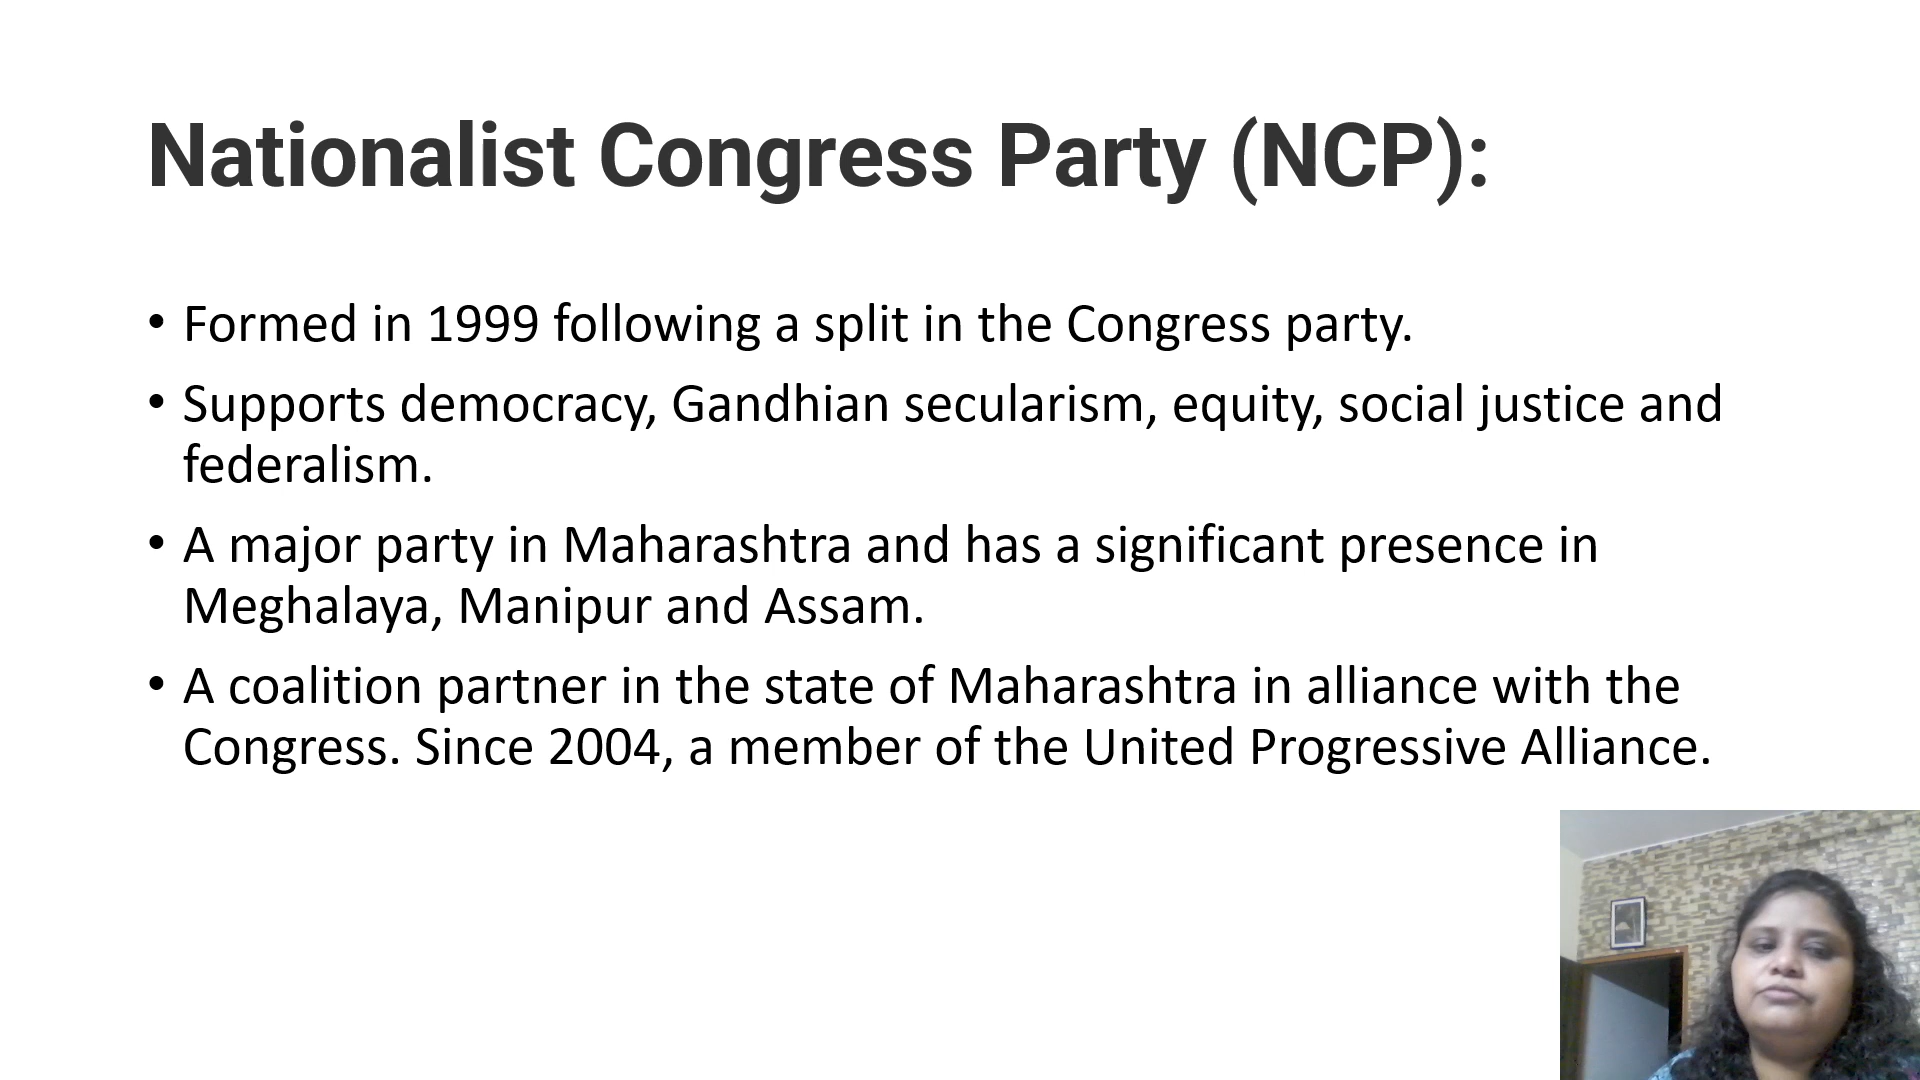 Nationalist Congress Party (NCP):
• Formed in 1999 following a split in the Congress party.
• Supports democracy, Gandhian secularism, equity, social justice and
federalism.
• A major party in Maharashtra and has a significant presence in
Meghalaya, Manipur and Assam.
• A coalition partner in the state of Maharashtra in alliance with the
Congress. Since 2004, a member of the United Progressive Alliance.